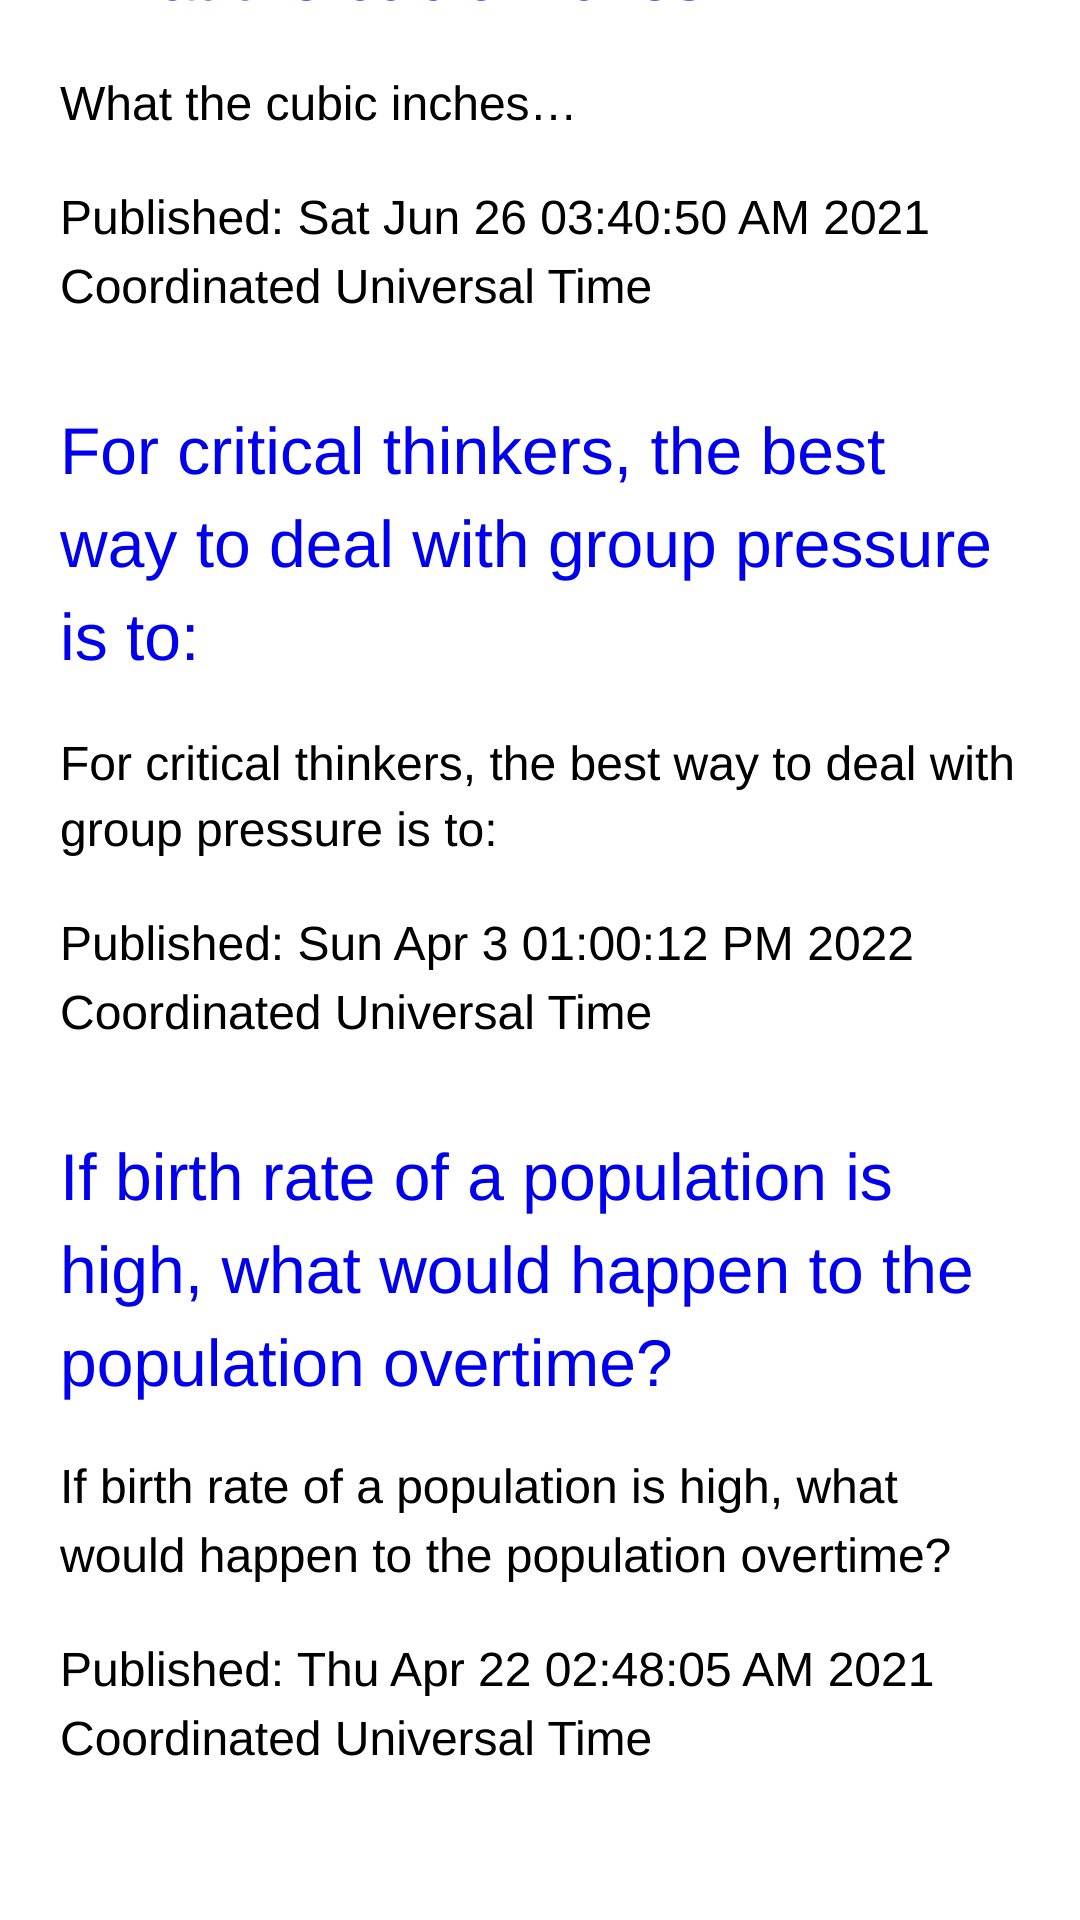 What the cubic inches…
Published: Sat Jun 26 03:40:50 AM 2021
Coordinated Universal Time
For critical thinkers, the best
way to deal with group pressure
is to:
For critical thinkers, the best way to deal with
group pressure is to:
Published: Sun Apr 3 01:00:12 PM 2022
Coordinated Universal Time
If birth rate of a population is
high, what would happen to the
population overtime?
If birth rate of a population is high, what
would happen to the population overtime?
Published: Thu Apr 22 02:48:05 AM 2021
Coordinated Universal Time